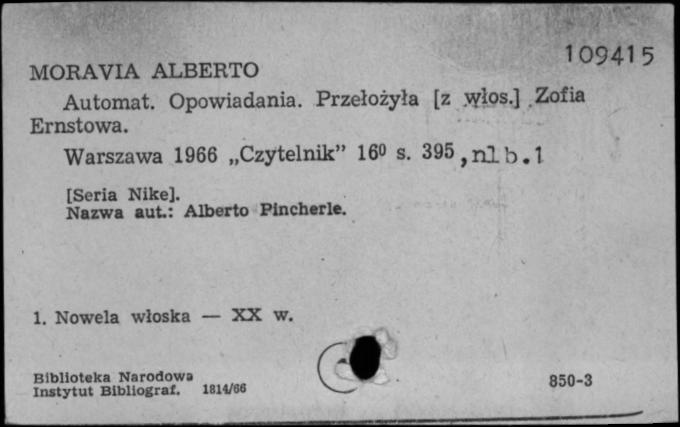 109415
MORAVIA ALBERTO
Automat. Opowiadania. Przełożyła [z włos.] Zofia
Ernstowa.
Warszawa 1966 „Czytelnik” 16⁰ s. 395, nlb.1
[Seria Nike].
Nazwa aut.: Alberto Pincherle.
1. Nowela włoska — XX w.
Biblioteka Narodowa
Instytut Bibliograf. 1814/66
850-3